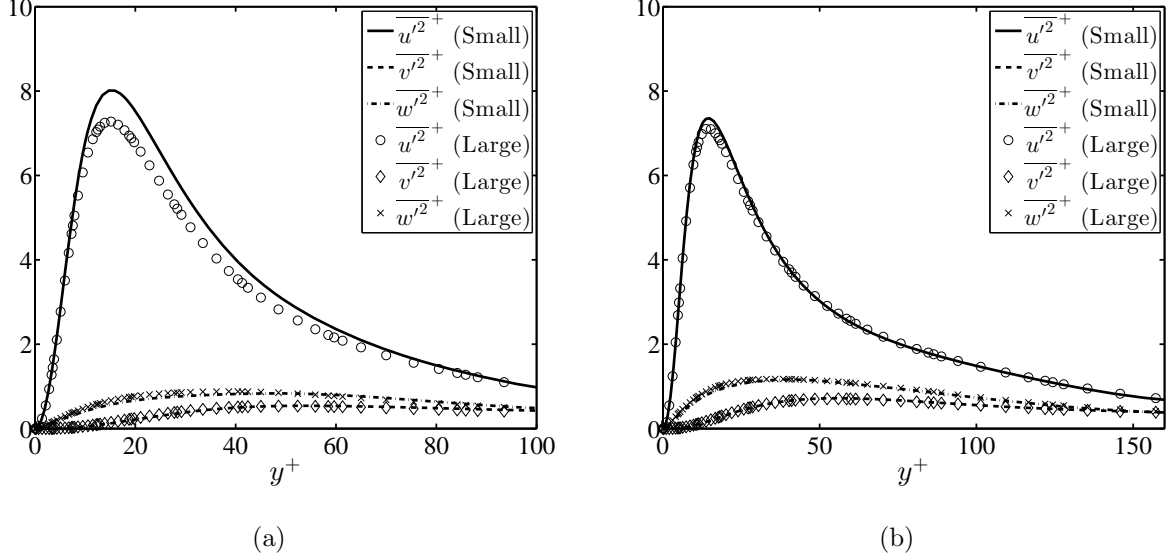 10
8
6
4
2
0
0 20 40 60 80 100
y⁺
u′²⁺ (Small)
v′²⁺ (Small)
w′²⁺ (Small)
u′²⁺ (Large)
v′²⁺ (Large)
w′²⁺ (Large)
(a)
10
8
6
4
2
0
0 50 100 150
y⁺
u′²⁺ (Small)
v′²⁺ (Small)
w′²⁺ (Small)
u′²⁺ (Large)
v′²⁺ (Large)
w′²⁺ (Large)
(b)